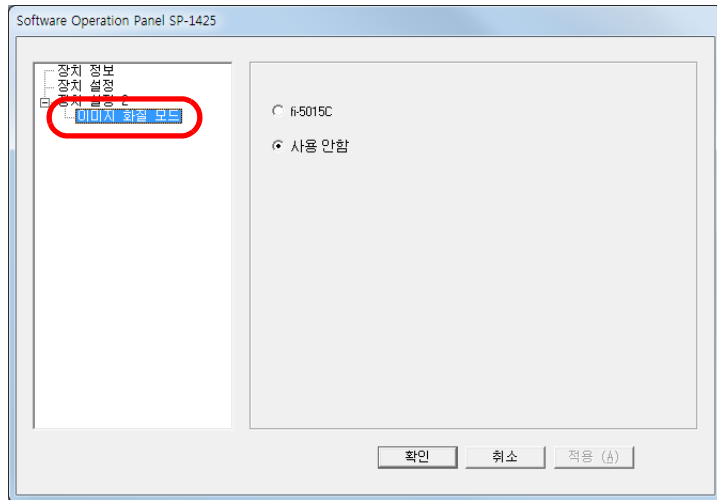 Software Operation Panel SP-1425
장치 정보
장치 설정
장치 설정 2
이미지 화질 모드
fi-5015C
사용 안함
확인
취소
적용 (A)